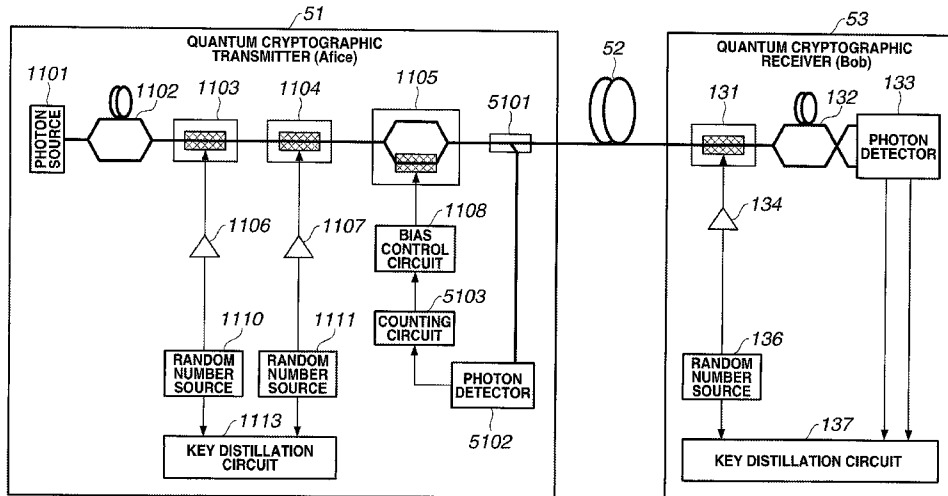 51
QUANTUM CRYPTOGRAPHIC
TRANSMITTER (Afice)
1101
PHOTON
SOURCE
1102
1103
1104
1105
5101
52
53
QUANTUM CRYPTOGRAPHIC
RECEIVER (Bob)
131
132
133
PHOTON
DETECTOR
1106
1107
1108
BIAS
CONTROL
CIRCUIT
134
5103
COUNTING
CIRCUIT
1110
RANDOM
NUMBER
SOURCE
1111
RANDOM
NUMBER
SOURCE
PHOTON
DETECTOR
5102
136
RANDOM
NUMBER
SOURCE
1113
KEY DISTILLATION
CIRCUIT
137
KEY DISTILLATION CIRCUIT